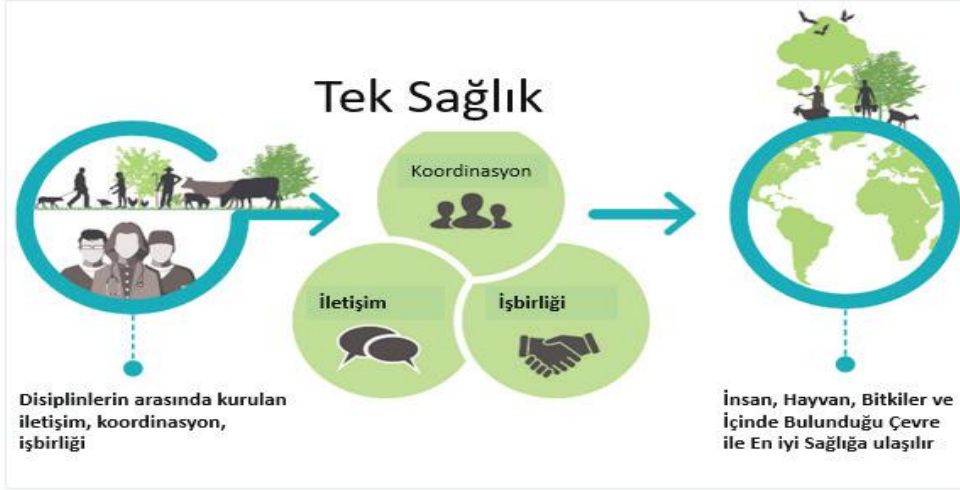 Tek Sağlık
Koordinasyon
İletişim
İşbirliği
Disiplinlerin arasında kurulan
iletişim, koordinasyon,
işbirliği
İnsan, Hayvan, Bitkiler ve
İçinde Bulunduğu Çevre
ile En iyi Sağlığa ulaşılır